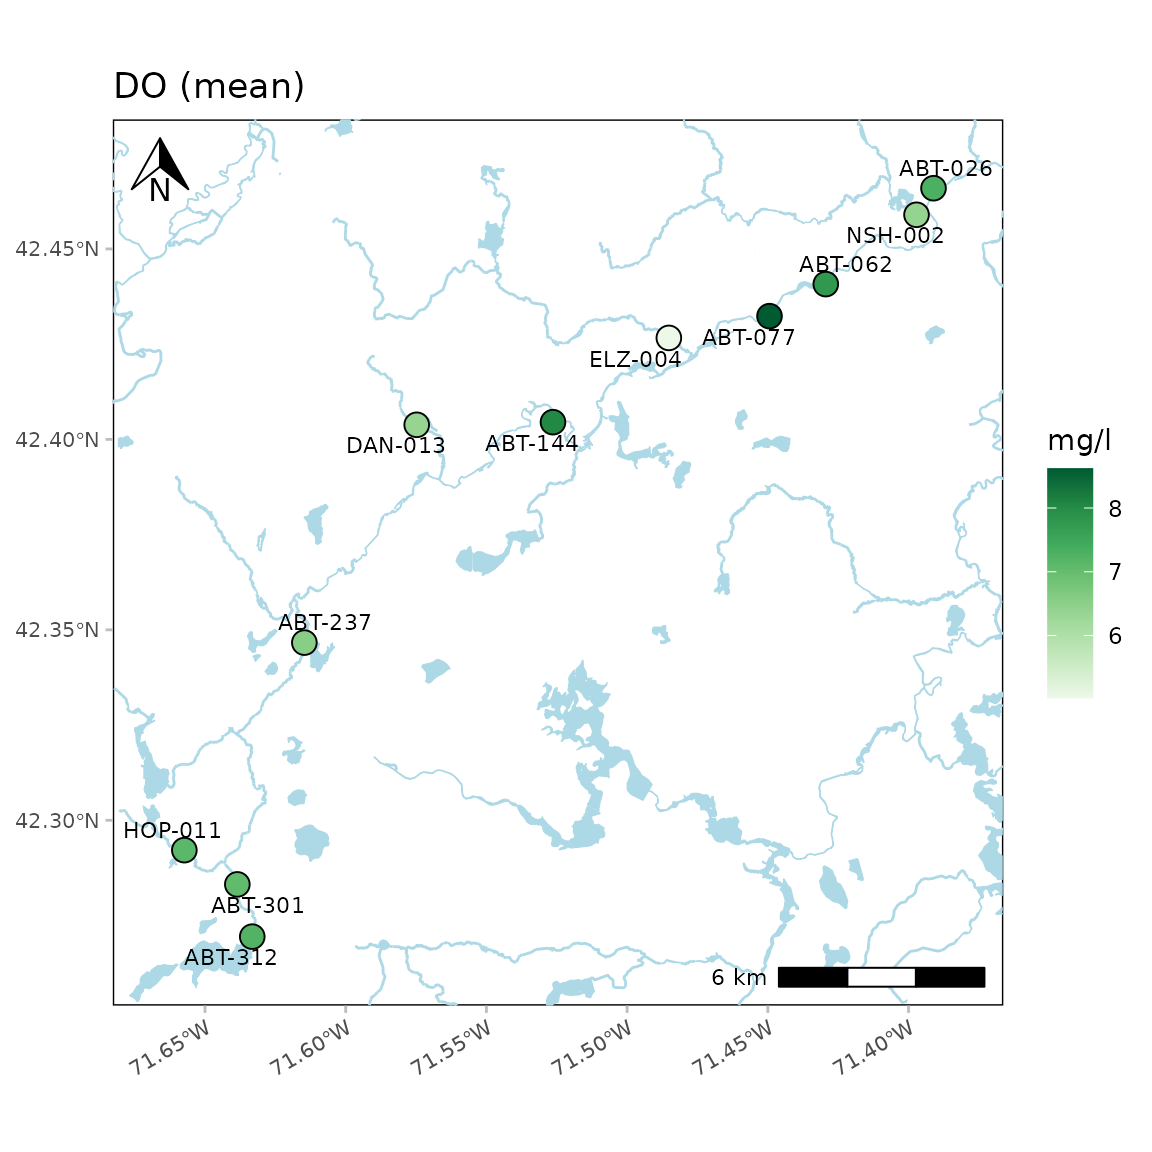 DO (mean)
N
ABT-026
NSH-002
ABT-062
ABT-077
ELZ-004
DAN-013
ABT-144
ABT-237
HOP-011
ABT-301
ABT-312
6 km
42.45°N
42.40°N
42.35°N
42.30°N
71.65°W
71.60°W
71.55°W
71.50°W
71.45°W
71.40°W
mg/l
8
7
6